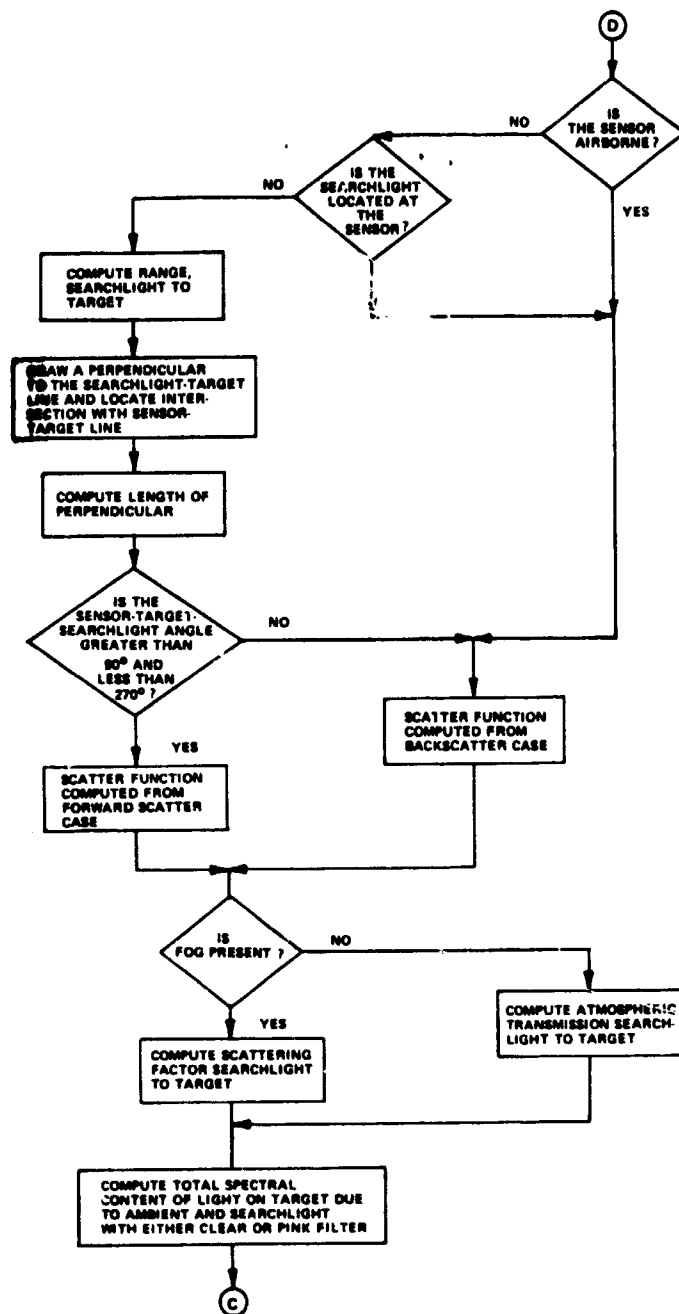 D
IS
THE SENSOR
AIRBORNE?
NO
YES
IS THE
SEARCHLIGHT
LOCATED AT
THE
SENSOR?
NO
COMPUTE RANGE,
SEARCHLIGHT TO
TARGET
DRAW A PERPENDICULAR
TO THE SEARCHLIGHT-TARGET
LINE AND LOCATE INTER-
SECTION WITH SENSOR-
TARGET LINE
COMPUTE LENGTH OF
PERPENDICULAR
IS THE
SENSOR-TARGET-
SEARCHLIGHT ANGLE
GREATER THAN
90º AND
LESS THAN
270º ?
NO
YES
SCATTER FUNCTION
COMPUTED FROM
BACKSCATTER CASE
SCATTER FUNCTION
COMPUTED FROM
FORWARD SCATTER
CASE
IS
FOG PRESENT ?
NO
YES
COMPUTE ATMOSPHERIC
TRANSMISSION SEARCH-
LIGHT TO TARGET
COMPUTE SCATTERING
FACTOR SEARCHLIGHT
TO TARGET
COMPUTE TOTAL SPECTRAL
CONTENT OF LIGHT ON TARGET DUE
TO AMBIENT AND SEARCHLIGHT
WITH EITHER CLEAR OR PINK FILTER
C